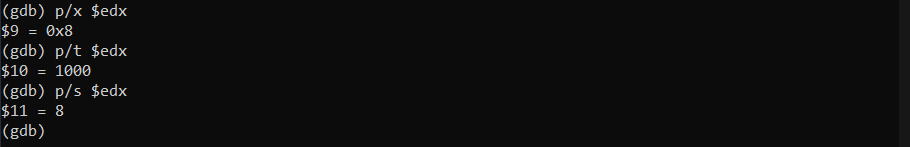 (gdb) p/x $edx
$9 = 0x8
(gdb) p/t $edx
$10 = 1000
(gdb) p/s $edx
$11 = 8
(gdb)